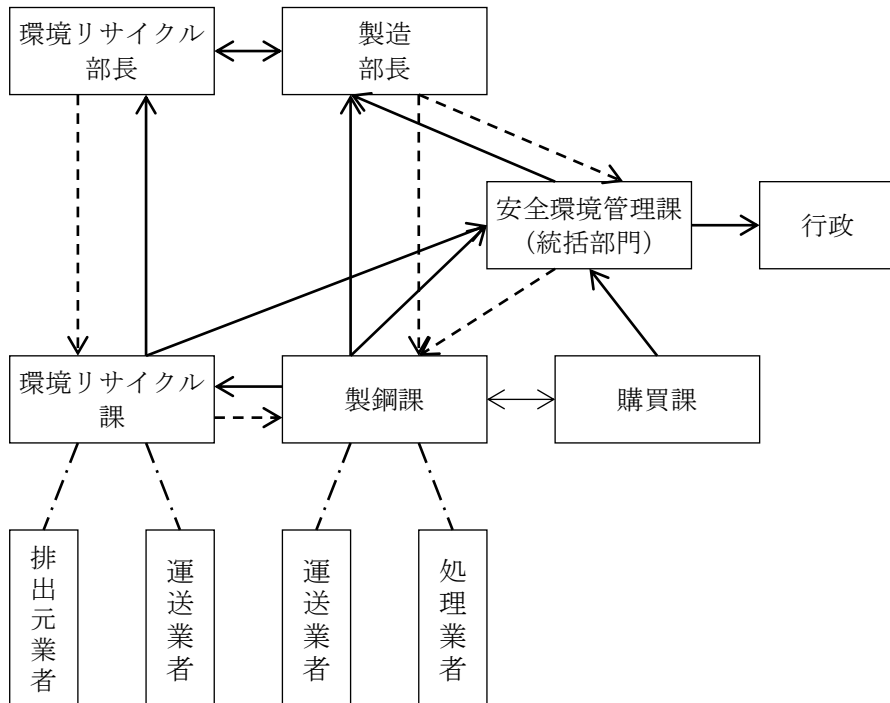 環境リサイクル
部長
製造
部長
安全環境管理課
（統括部門）
行政
環境リサイクル
課
製鋼課
購買課
排出元業者
運送業者
運送業者
処理業者